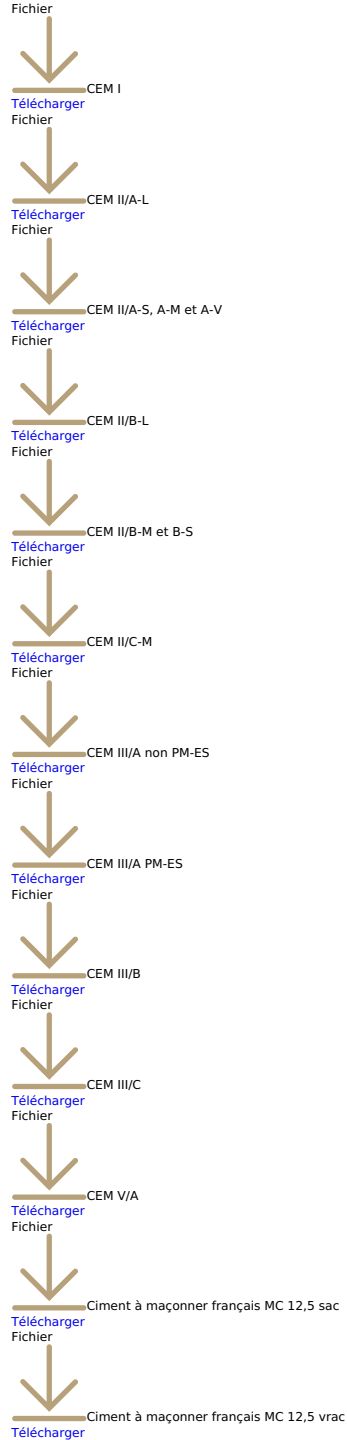 Fichier
CEM I
Télécharger
Fichier
CEM II/A-L
Télécharger
Fichier
CEM II/A-S, A-M et A-V
Télécharger
Fichier
CEM II/B-L
Télécharger
Fichier
CEM II/B-M et B-S
Télécharger
Fichier
CEM II/C-M
Télécharger
Fichier
CEM III/A non PM-ES
Télécharger
Fichier
CEM III/A PM-ES
Télécharger
Fichier
CEM III/B
Télécharger
Fichier
CEM III/C
Télécharger
Fichier
CEM V/A
Télécharger
Fichier
Ciment à maçonner français MC 12,5 sac
Télécharger
Fichier
Ciment à maçonner français MC 12,5 vrac
Télécharger